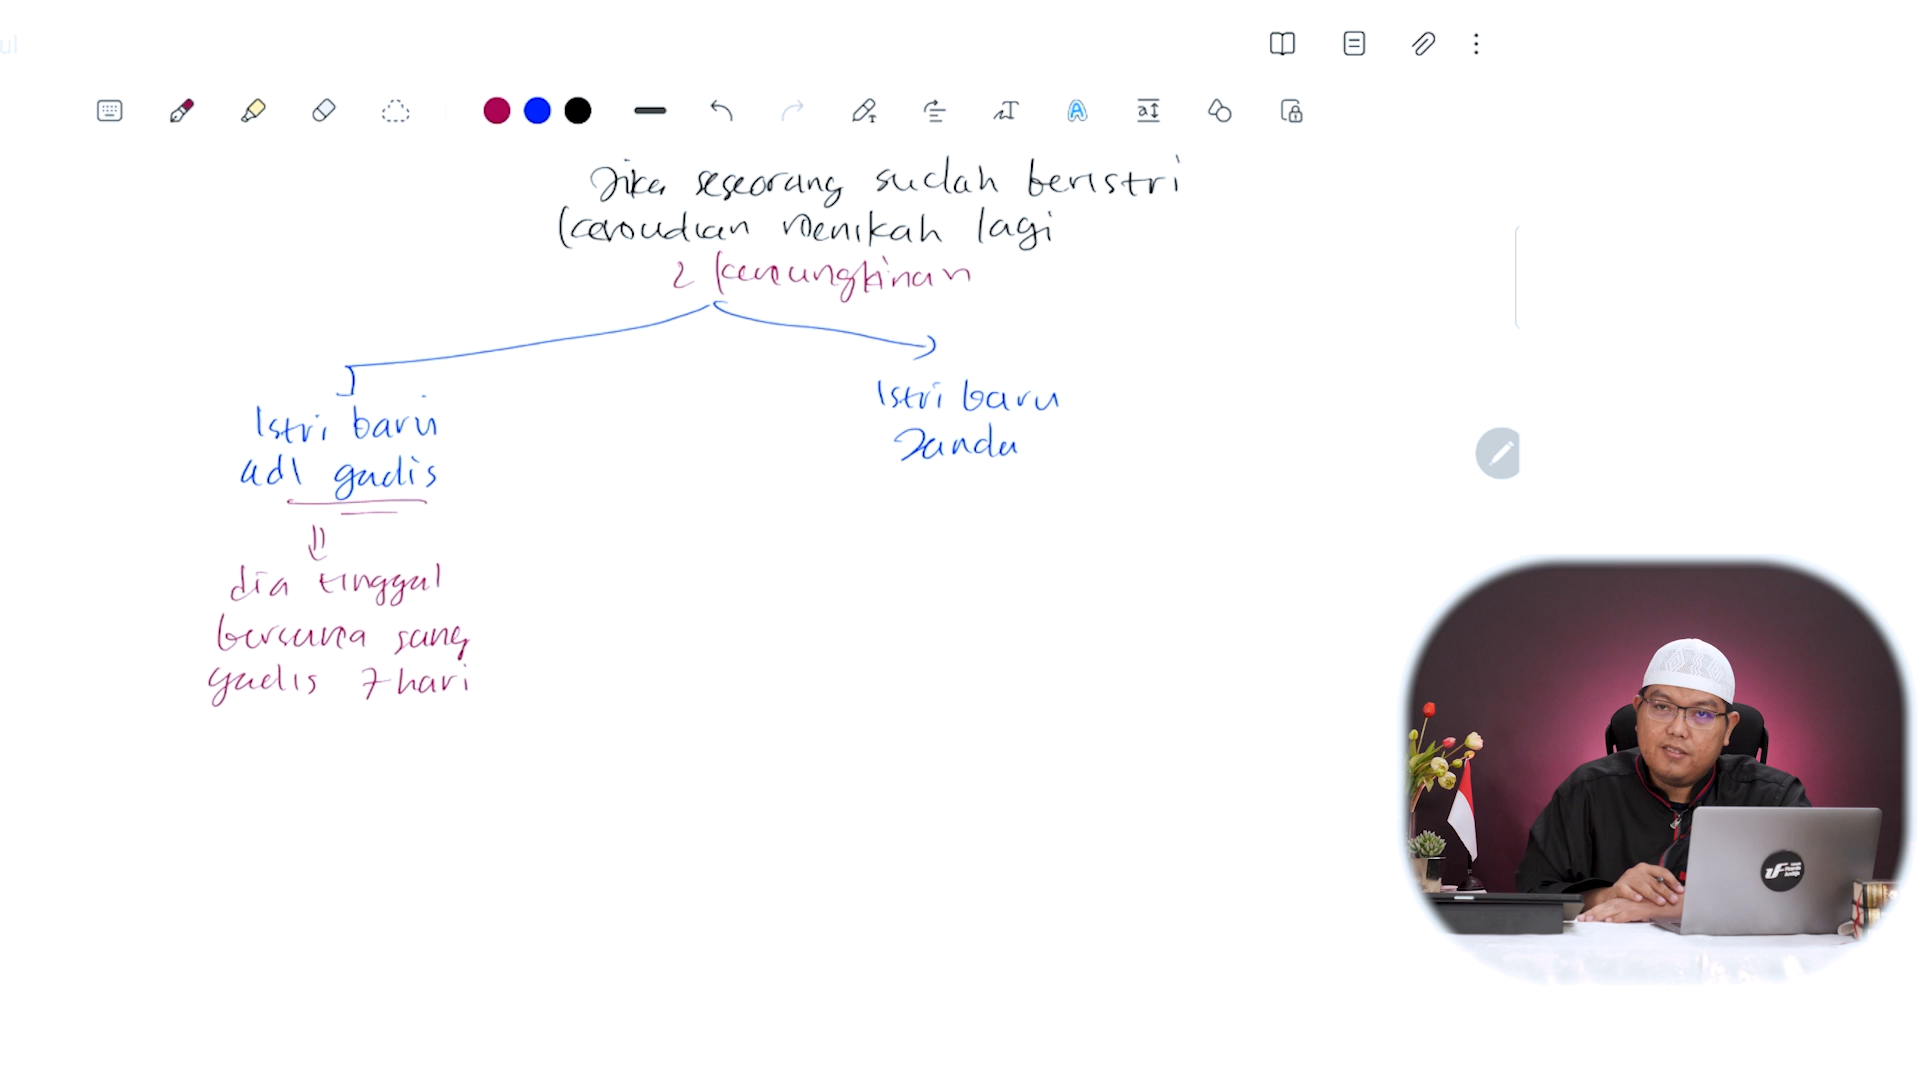 ul
Jika seseorang sudah beristri
kemudian menikah lagi
2 kemungkinan
Istri baru
adl gadis
Istri baru
Janda
dia tinggal
bersama sang
gadis 7 hari